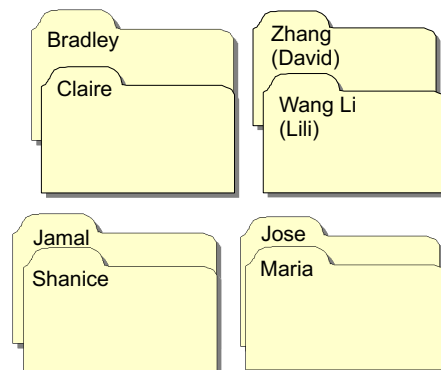 Bradley
Claire
Zhang
(David)
Wang Li
(Lili)
Jamal
Shanice
Jose
Maria